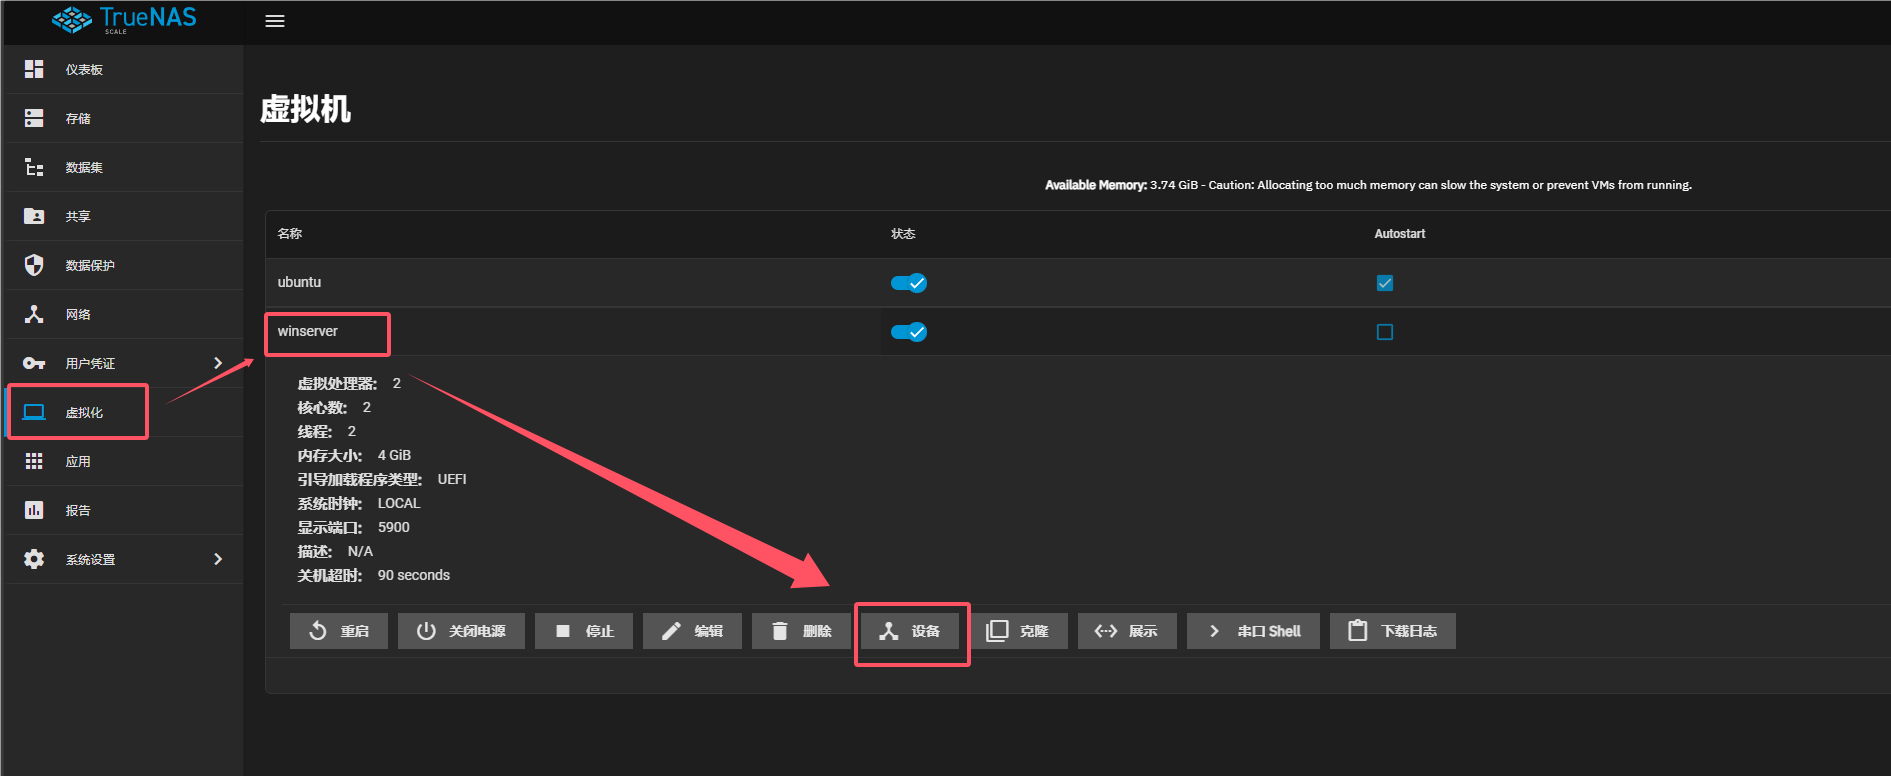 TrueNAS
SCALE
仪表板
存储
数据集
共享
数据保护
网络
用户凭证
虚拟化
应用
报告
系统设置
虚拟机
Available Memory: 3.74 GiB - Caution: Allocating too much memory can slow the system or prevent VMs from running.
名称 状态 Autostart
ubuntu
winserver
虚拟处理器: 2
核心数: 2
线程: 2
内存大小: 4 GiB
引导加载程序类型: UEFI
系统时钟: LOCAL
显示端口: 5900
描述: N/A
关机超时: 90 seconds
重启 关闭电源 停止 编辑 删除 设备 克隆 展示 串口 Shell 下载日志